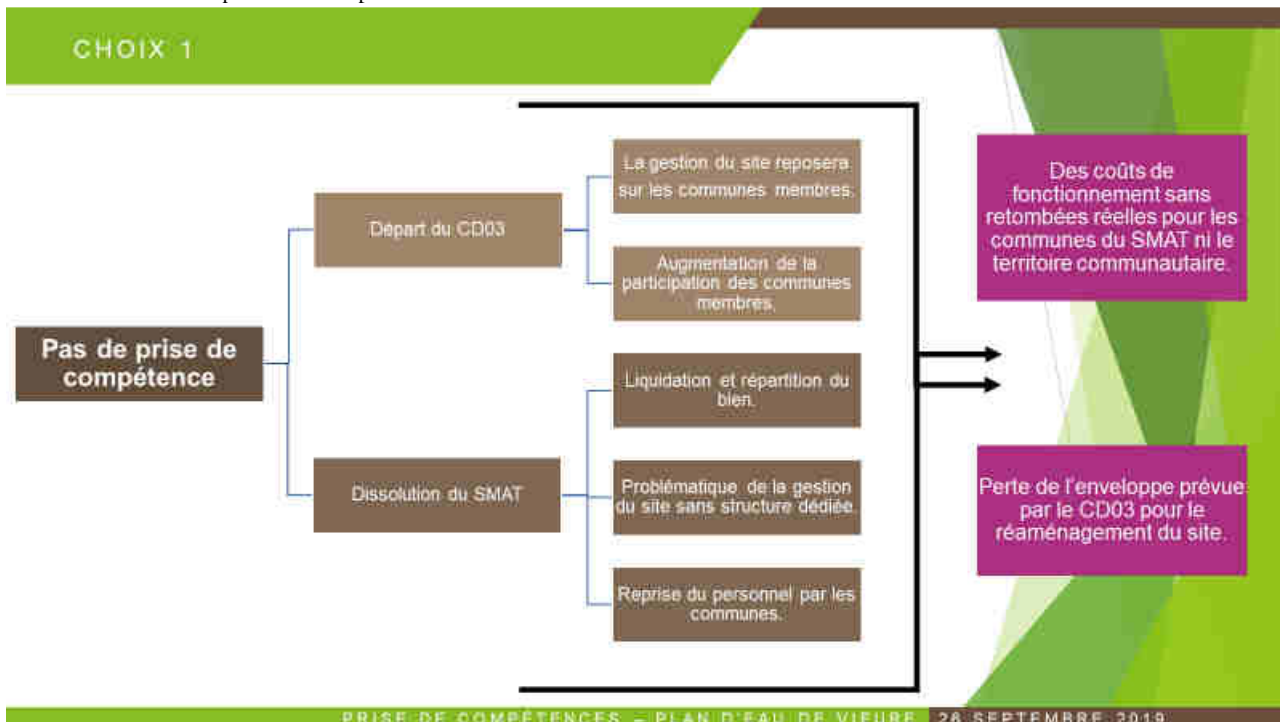 CHOIX 1
La gestion du site reposera
sur les communes membres.
Départ du CD03
Augmentation de la
participation des communes
membres.
Pas de prise de
compétence
Liquidation et répartition du
bien.
Dissolution du SMAT
Problématique de la gestion
du site sans structure dédiée.
Reprise du personnel par les
communes.
Des coûts de
fonctionnement sans
retombées réelles pour les
communes du SMAT ni le
territoire communautaire.
Perte de l'enveloppe prévue
par le CD03 pour le
réaménagement du site.
PRISE DE COMPÉTENCES – PLAN D'EAU DE VIEURE 26 SEPTEMBRE 2019